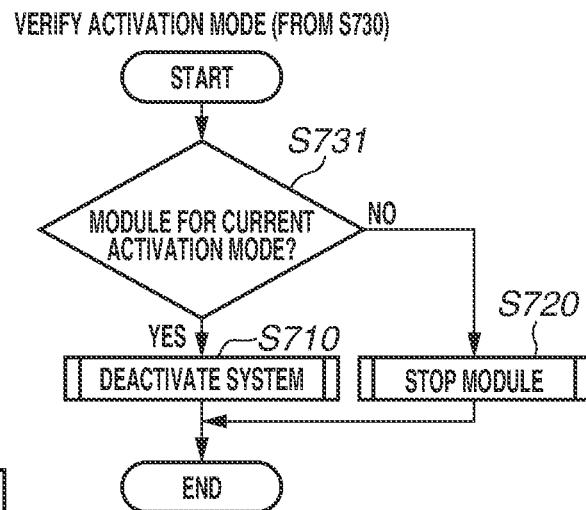 VERIFY ACTIVATION MODE (FROM S730)
START
S731
MODULE FOR CURRENT
ACTIVATION MODE?
NO
YES
S710
S720
DEACTIVATE SYSTEM
STOP MODULE
END